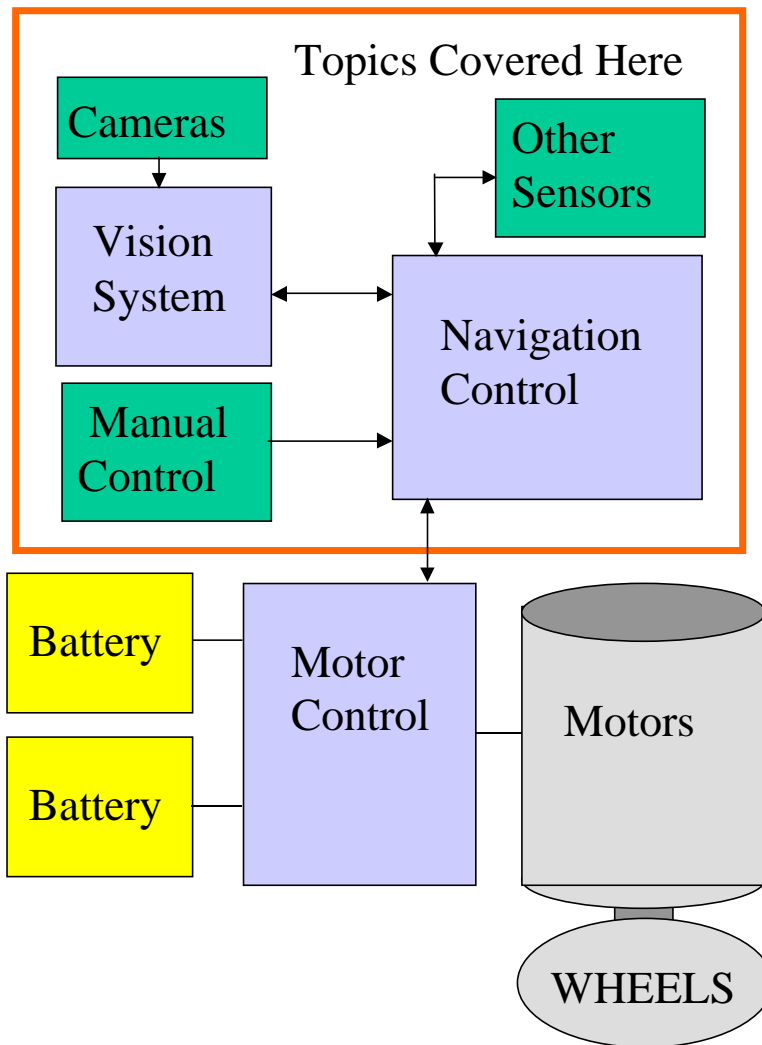 Topics Covered Here
Cameras
Other
Sensors
Vision
System
Navigation
Control
Manual
Control
Battery
Motor
Control
Motors
Battery
WHEELS